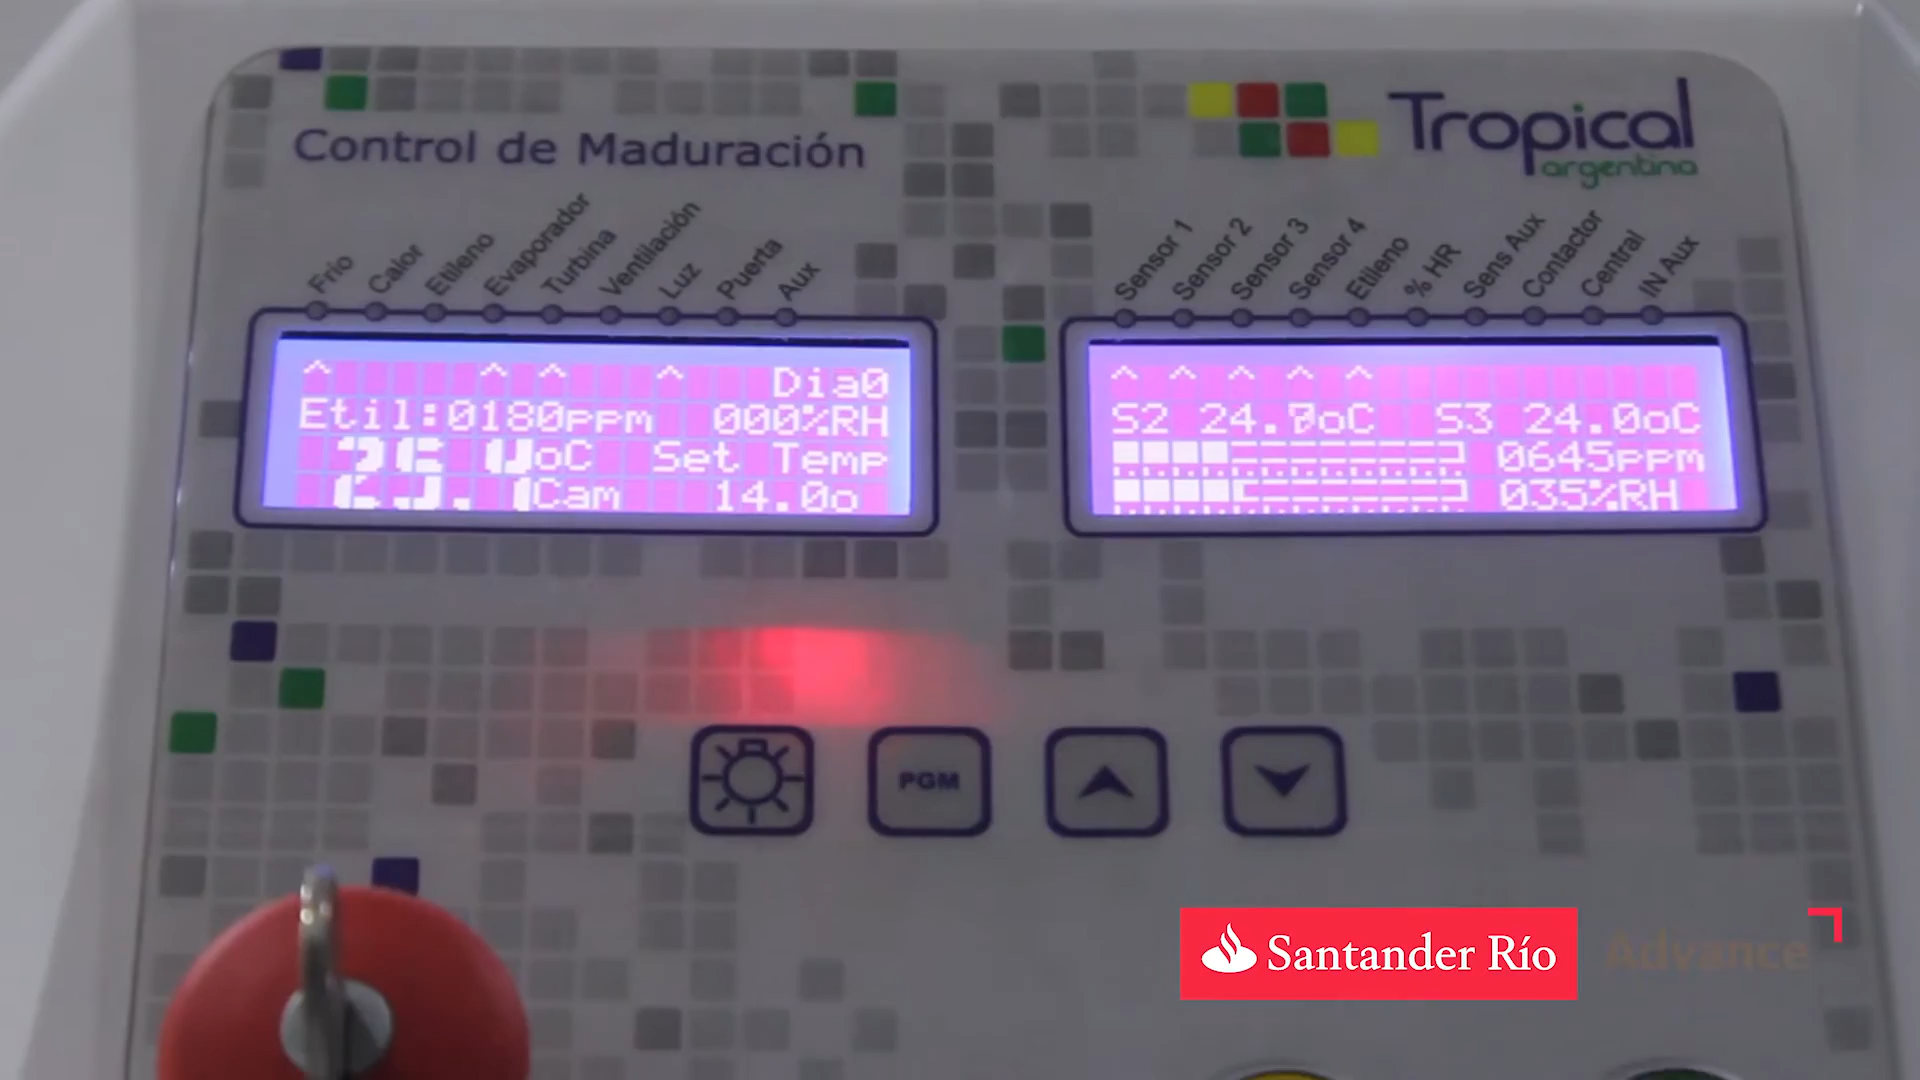 Control de Maduración
Tropical
argentina
Frio
Calor
Etileno
Evaporador
Turbina
Ventilación
Luz
Puerta
Aux
Sensor 1
Sensor 2
Sensor 3
Sensor 4
Etileno
% HR
Sens Aux
Contactor
Central
IN Aux
Dia0
Etil:0180ppm 000%RH
oC Set Temp
Cam 14.0o
S2 oC S3 24.0oC
0645ppm
035%RH
PGM
Santander Río
Advance